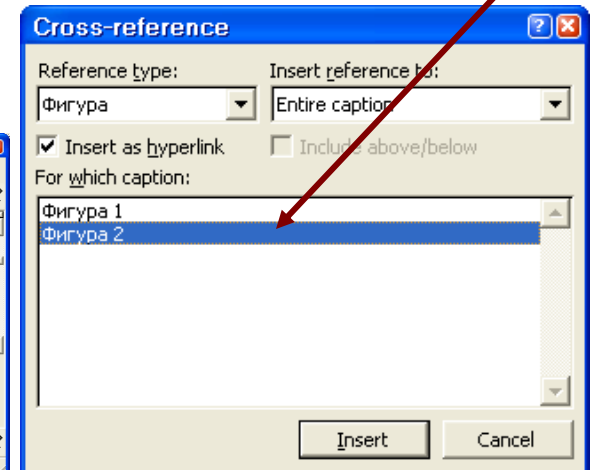 Cross-reference
Reference type: Insert reference to:
Фигура Entire caption
Insert as hyperlink Include above/below
For which caption:
Фигура 1
Фигура 2
Insert Cancel